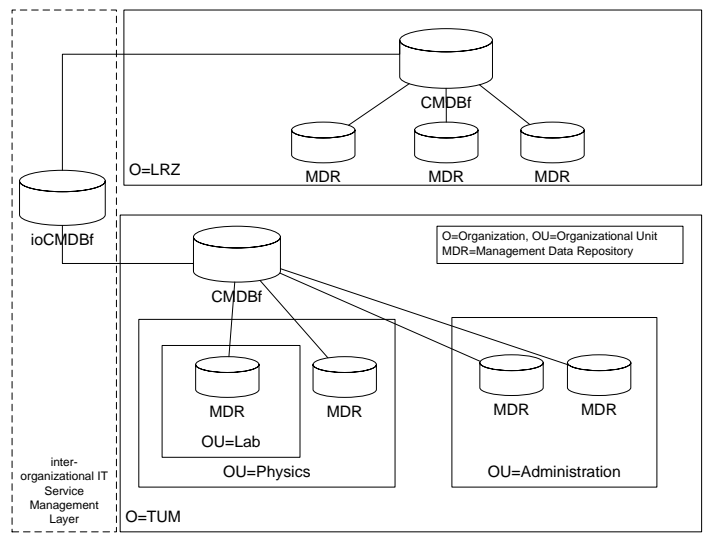 CMDBf
MDR
MDR
MDR
O=LRZ
ioCMDBf
O=Organization, OU=Organizational Unit
MDR=Management Data Repository
CMDBf
MDR
MDR
MDR
MDR
OU=Lab
OU=Physics
OU=Administration
inter-
organizational IT
Service
Management
Layer
O=TUM